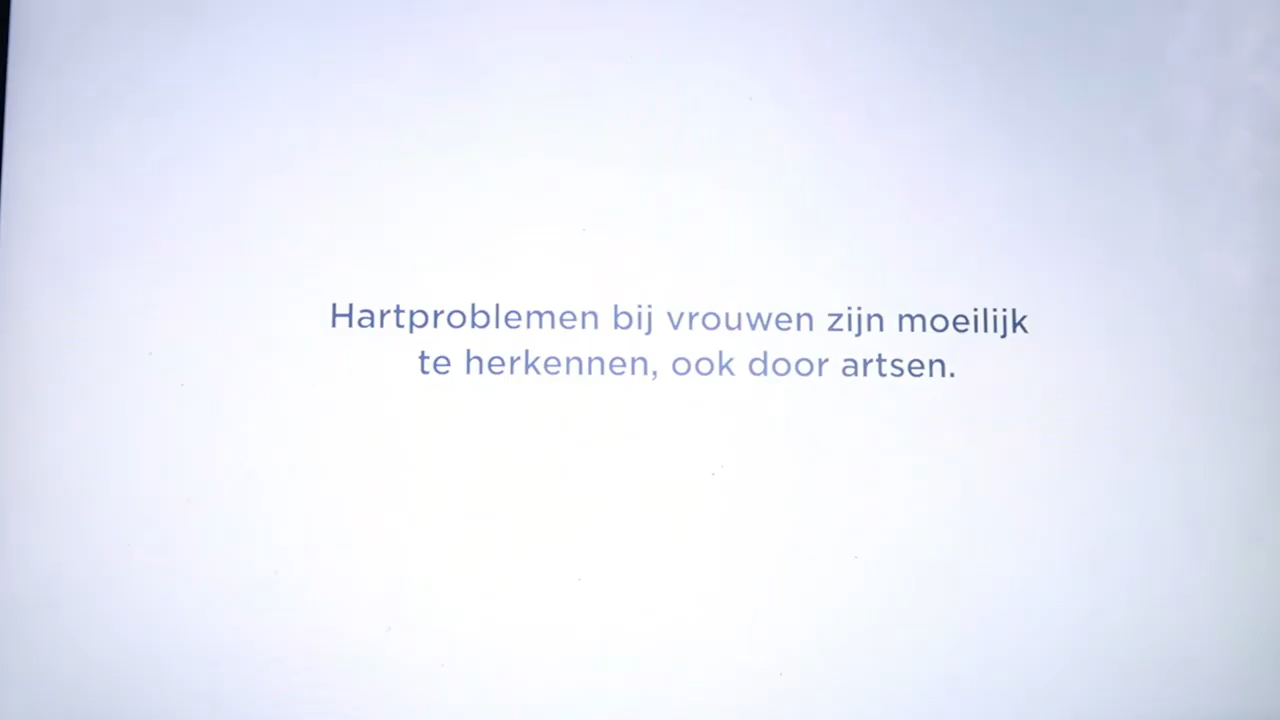 Hartproblemen bij vrouwen zijn moeilijk
te herkennen, ook door artsen.